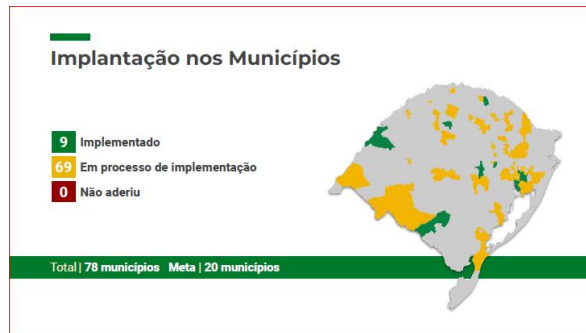 Implantação nos Municípios
9 Implementado
69 Em processo de implementação
0 Não aderiu
Total | 78 municípios Meta | 20 municípios